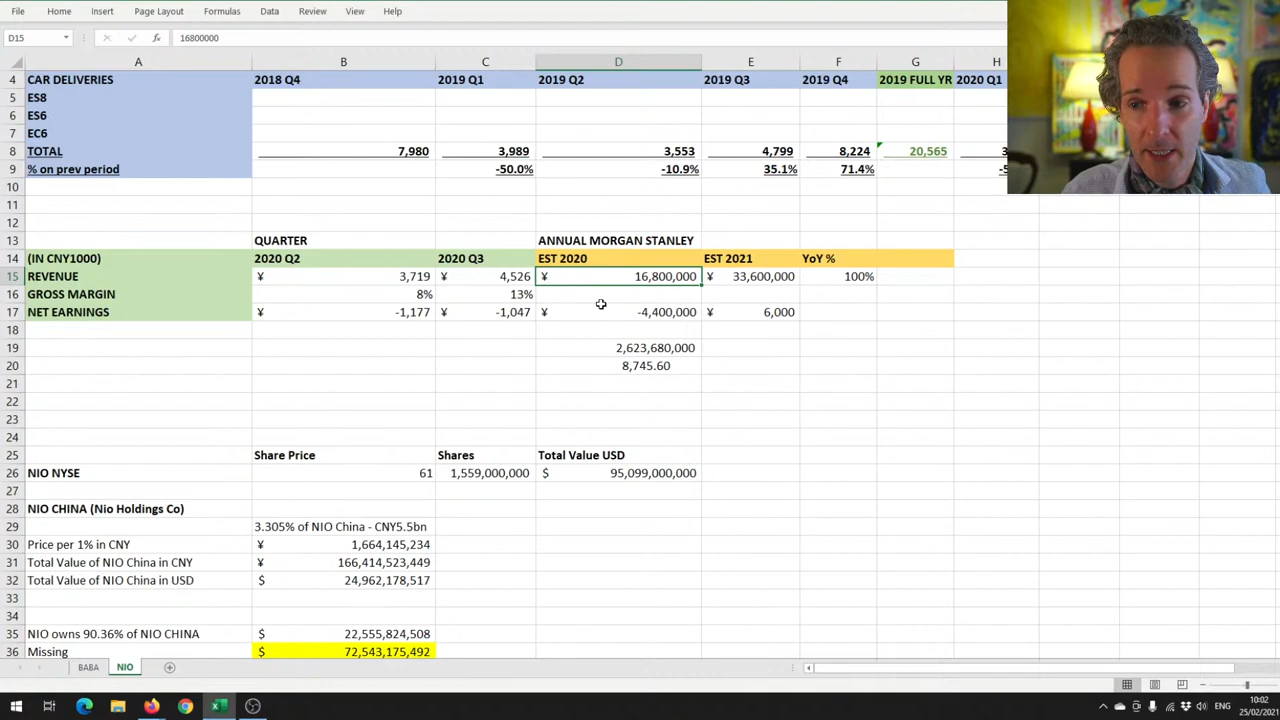 File Home Insert Page Layout Formulas Data Review View Help
D15 fx 16800000
A B C D E F G H
4 CAR DELIVERIES 2018 Q4 2019 Q1 2019 Q2 2019 Q3 2019 Q4 2019 FULL YR 2020 Q1
5 ES8
6 ES6
7 EC6
8 TOTAL 7,980 3,989 3,553 4,799 8,224 20,565 3
9 % on prev period -50.0% -10.9% 35.1% 71.4% -5
10
11
12
13 QUARTER ANNUAL MORGAN STANLEY
14 (IN CNY1000) 2020 Q2 2020 Q3 EST 2020 EST 2021 YoY %
15 REVENUE ¥ 3,719 ¥ 4,526 ¥ 16,800,000 ¥ 33,600,000 100%
16 GROSS MARGIN 8% 13%
17 NET EARNINGS ¥ -1,177 ¥ -1,047 ¥ -4,400,000 ¥ 6,000
18
19 2,623,680,000
20 8,745.60
21
22
23
24
25 Share Price Shares Total Value USD
26 NIO NYSE 61 1,559,000,000 $ 95,099,000,000
27
28 NIO CHINA (Nio Holdings Co)
29 3.305% of NIO China - CNY5.5bn
30 Price per 1% in CNY ¥ 1,664,145,234
31 Total Value of NIO China in CNY ¥ 166,414,523,449
32 Total Value of NIO China in USD $ 24,962,178,517
33
34
35 NIO owns 90.36% of NIO CHINA $ 22,555,824,508
36 Missing $ 72,543,175,492
BABA NIO
ENG 10:02
25/02/2021